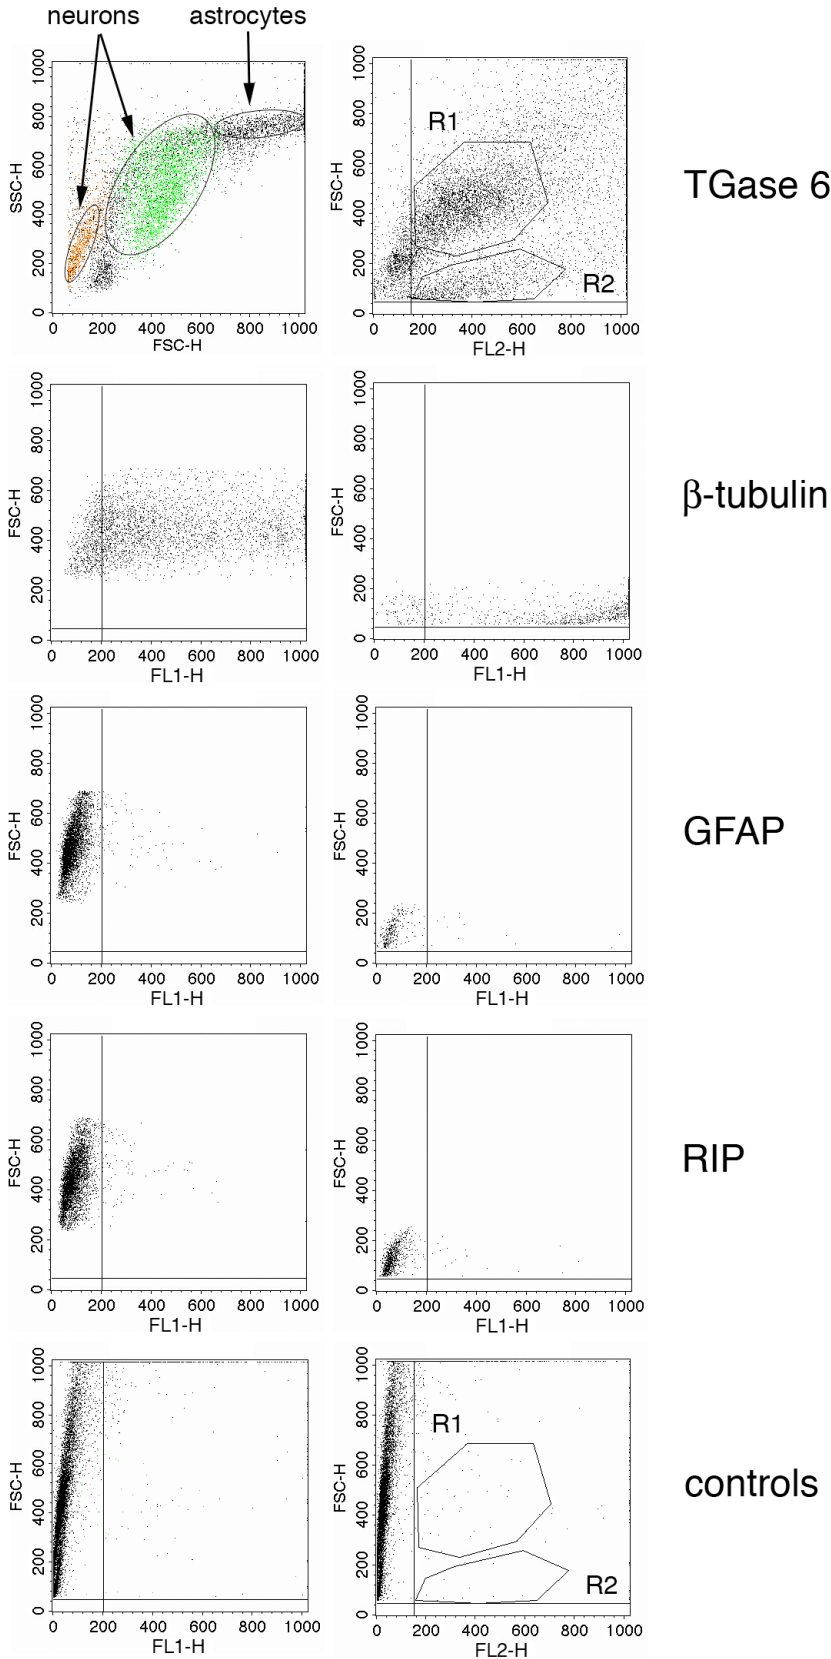 neurons astrocytes
1000
800
600
400
200
0
SSC-H
0 200 400 600 800 1000
FSC-H
1000
800
600
400
200
0
FSC-H
R1
R2
0 200 400 600 800 1000
FL2-H
TGase 6
1000
800
600
400
200
0
FSC-H
0 200 400 600 800 1000
FL1-H
1000
800
600
400
200
0
FSC-H
0 200 400 600 800 1000
FL1-H
β-tubulin
1000
800
600
400
200
0
FSC-H
0 200 400 600 800 1000
FL1-H
1000
800
600
400
200
0
FSC-H
0 200 400 600 800 1000
FL1-H
GFAP
1000
800
600
400
200
0
FSC-H
0 200 400 600 800 1000
FL1-H
1000
800
600
400
200
0
FSC-H
0 200 400 600 800 1000
FL1-H
RIP
1000
800
600
400
200
0
FSC-H
0 200 400 600 800 1000
FL1-H
1000
800
600
400
200
0
FSC-H
R1
R2
0 200 400 600 800 1000
FL2-H
controls